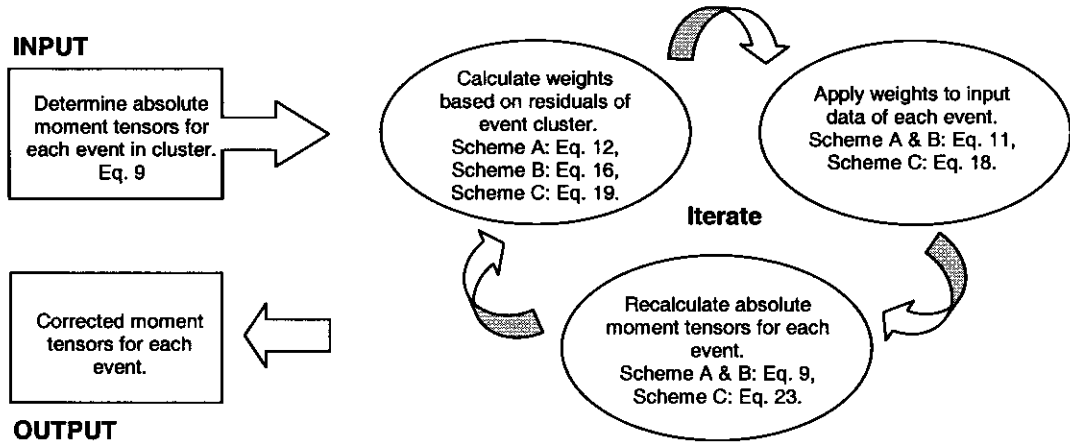 INPUT
Determine absolute
moment tensors for
each event in cluster.
Eq. 9
Calculate weights
based on residuals of
event cluster.
Scheme A: Eq. 12,
Scheme B: Eq. 16,
Scheme C: Eq. 19.
Apply weights to input
data of each event.
Scheme A & B: Eq. 11,
Scheme C: Eq. 18.
Iterate
Recalculate absolute
moment tensors for each
event.
Scheme A & B: Eq. 9,
Scheme C: Eq. 23.
Corrected moment
tensors for each
event.
OUTPUT